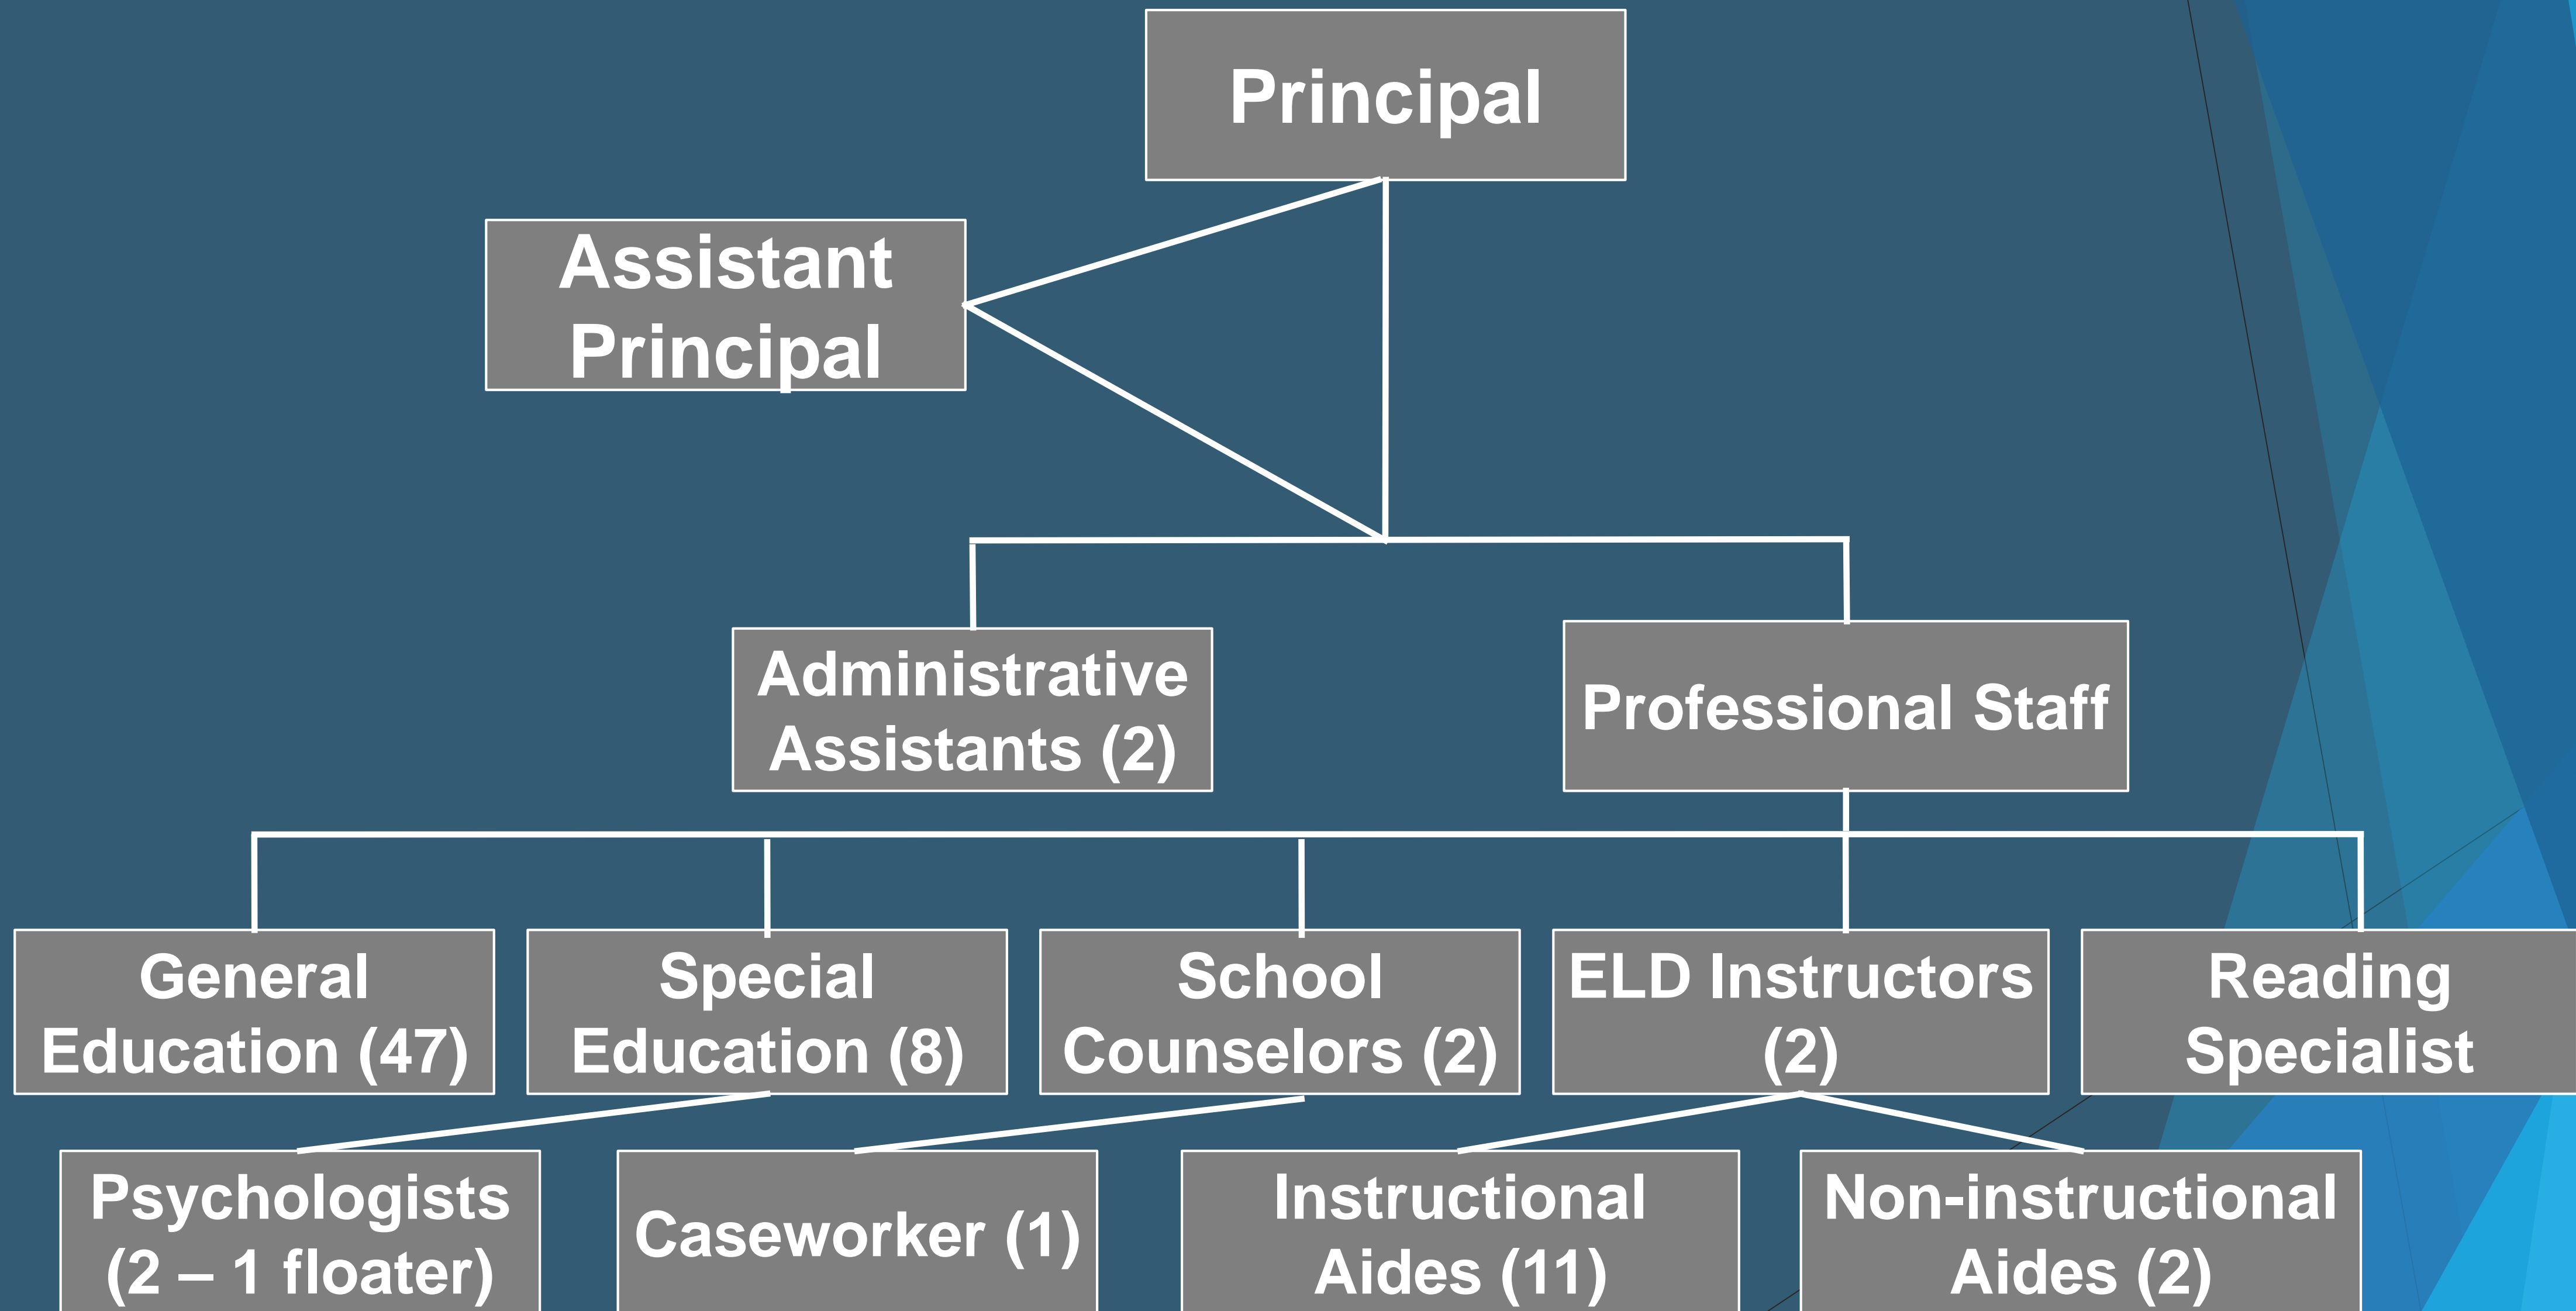 Principal
Assistant
Principal
Administrative
Assistants (2)
Professional Staff
General
Education (47)
Special
Education (8)
School
Counselors (2)
ELD Instructors
(2)
Reading
Specialist
Psychologists
(2 – 1 floater)
Caseworker (1)
Instructional
Aides (11)
Non-instructional
Aides (2)